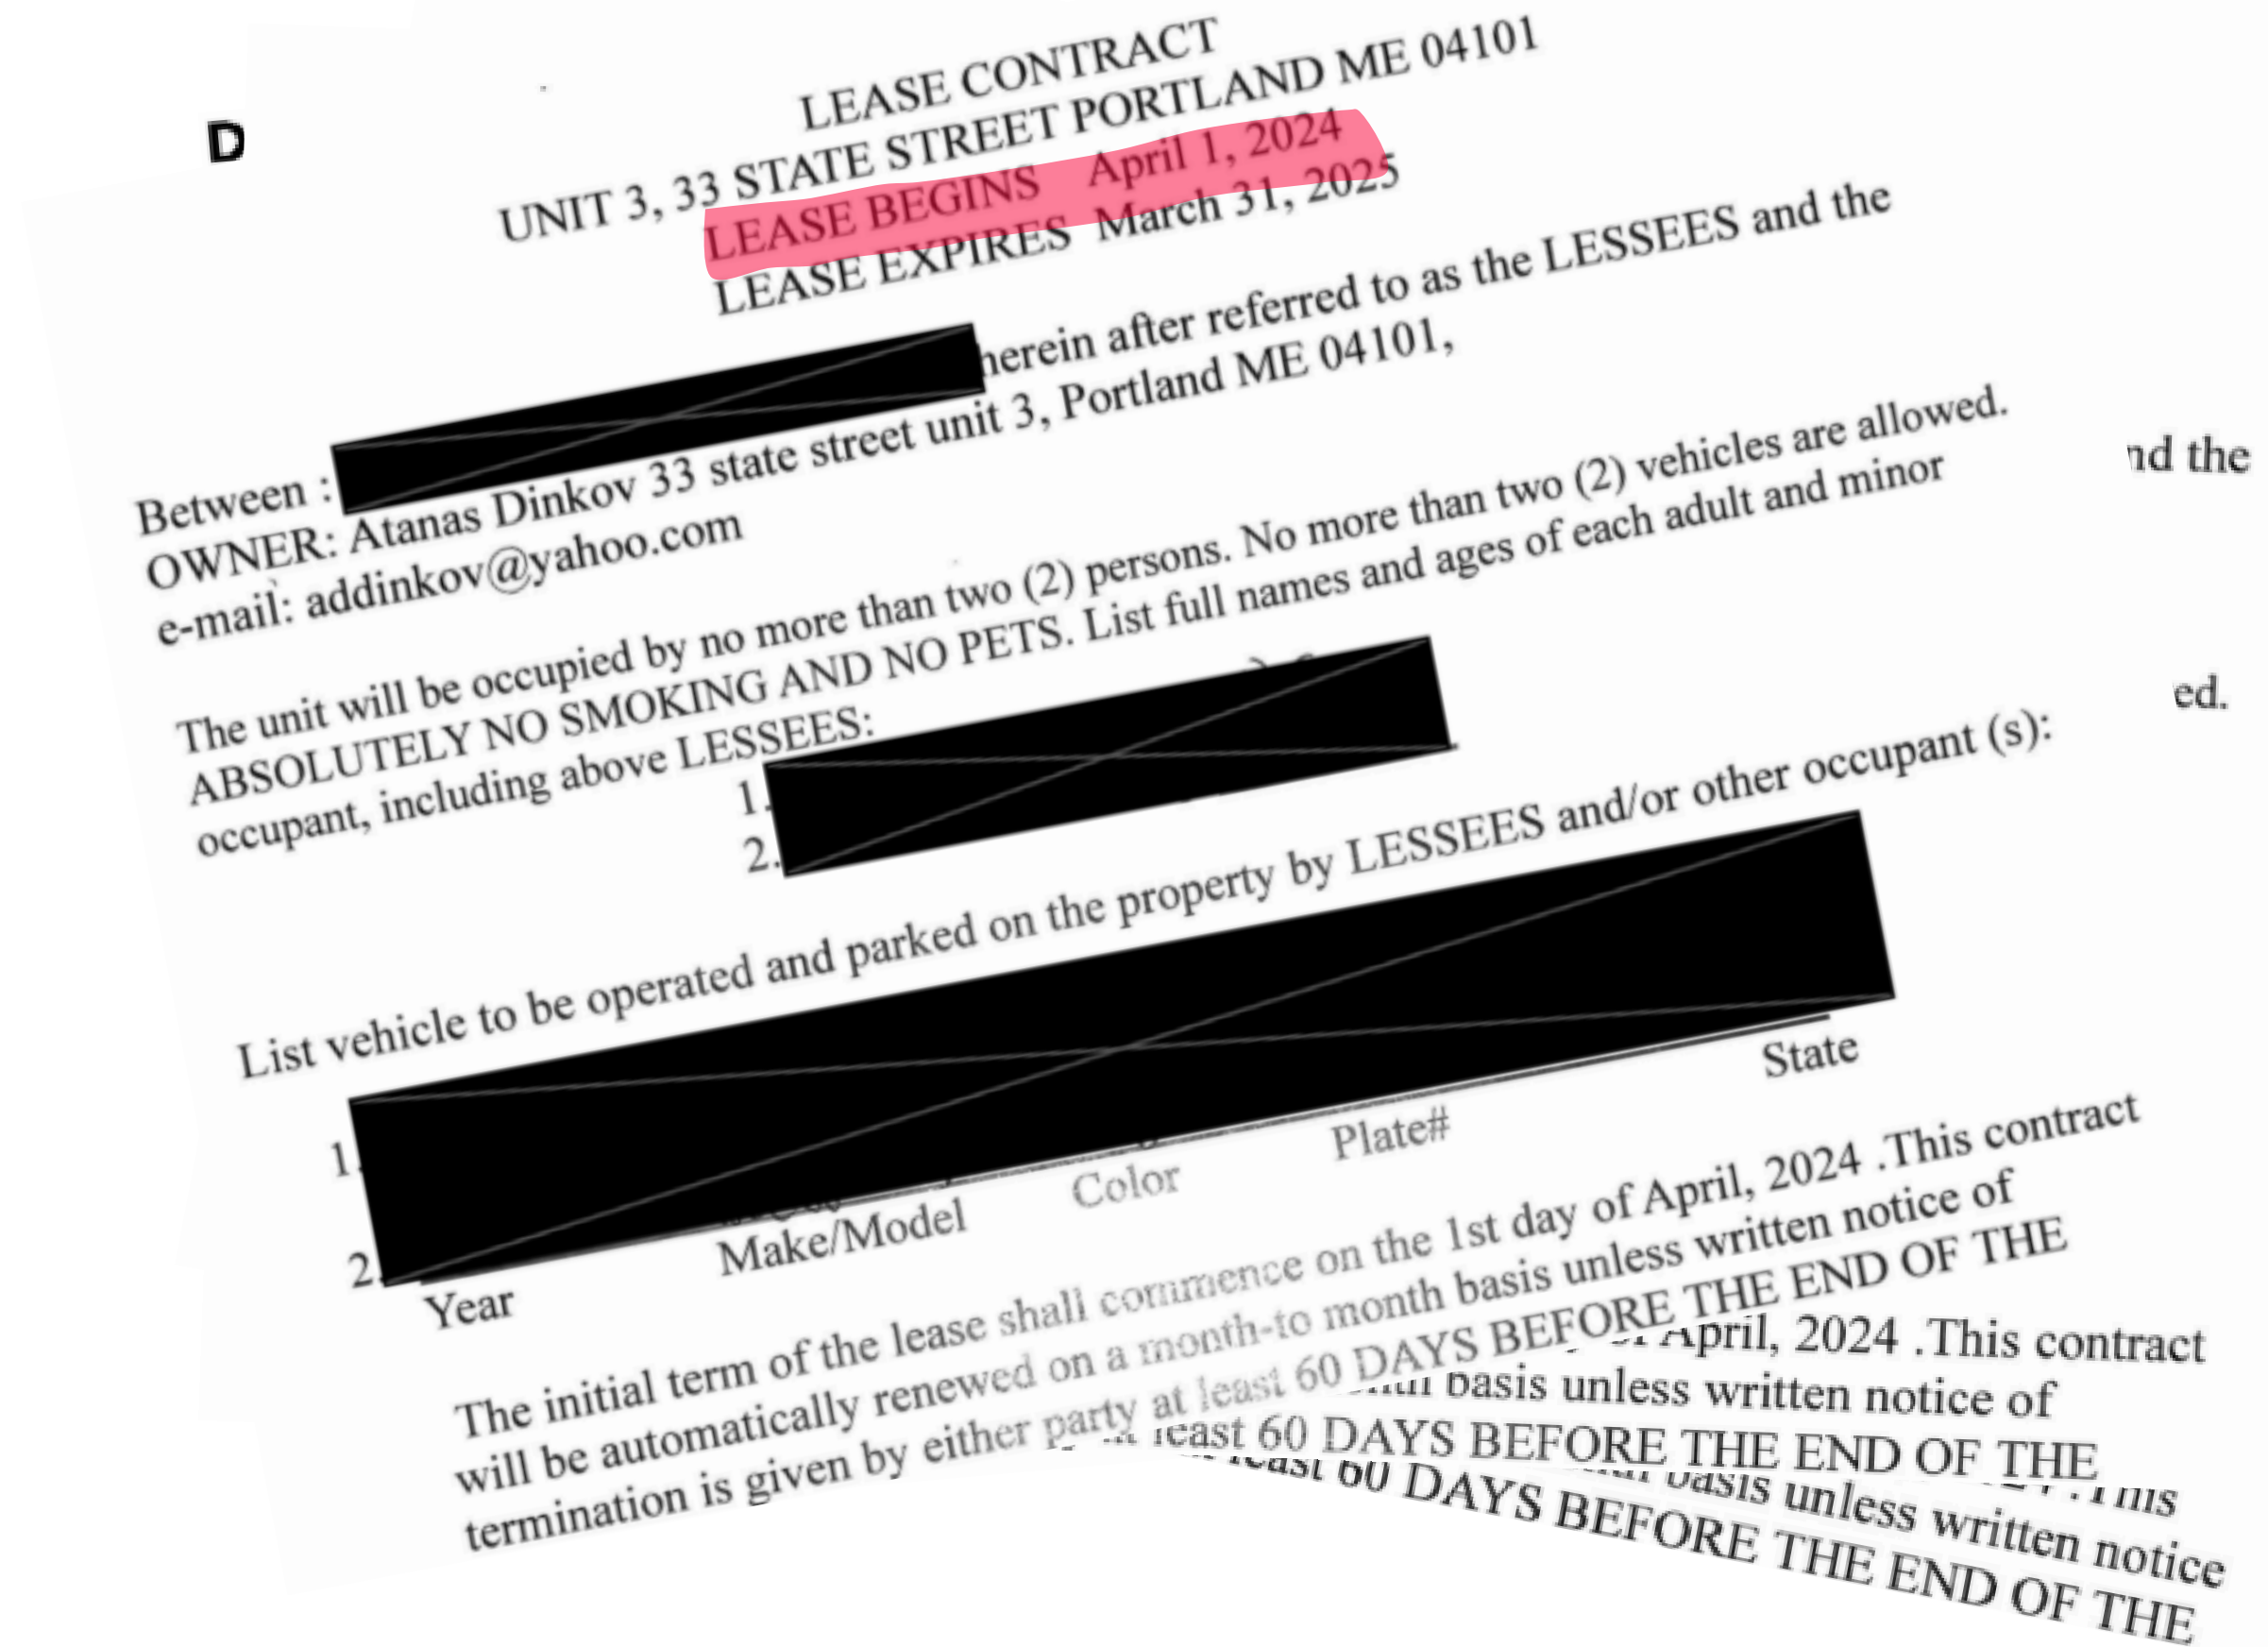 D
LEASE CONTRACT
UNIT 3, 33 STATE STREET PORTLAND ME 04101
LEASE BEGINS April 1, 2024
LEASE EXPIRES March 31, 2025
Between : herein after referred to as the LESSEES and the
OWNER: Atanas Dinkov 33 state street unit 3, Portland ME 04101,
e-mail: addinkov@yahoo.com
nd the
The unit will be occupied by no more than two (2) persons. No more than two (2) vehicles are allowed.
ABSOLUTELY NO SMOKING AND NO PETS. List full names and ages of each adult and minor
occupant, including above LESSEES:
ed.
1.
2.
List vehicle to be operated and parked on the property by LESSEES and/or other occupant (s):
1.
2.
Year Make/Model Color Plate# State
The initial term of the lease shall commence on the 1st day of April, 2024 .This contract
will be automatically renewed on a month-to month basis unless written notice of
termination is given by either party at least 60 DAYS BEFORE THE END OF THE
April, 2024 .This contract
basis unless written notice of
least 60 DAYS BEFORE THE END OF THE
.This
basis unless written notice
least 60 DAYS BEFORE THE END OF THE